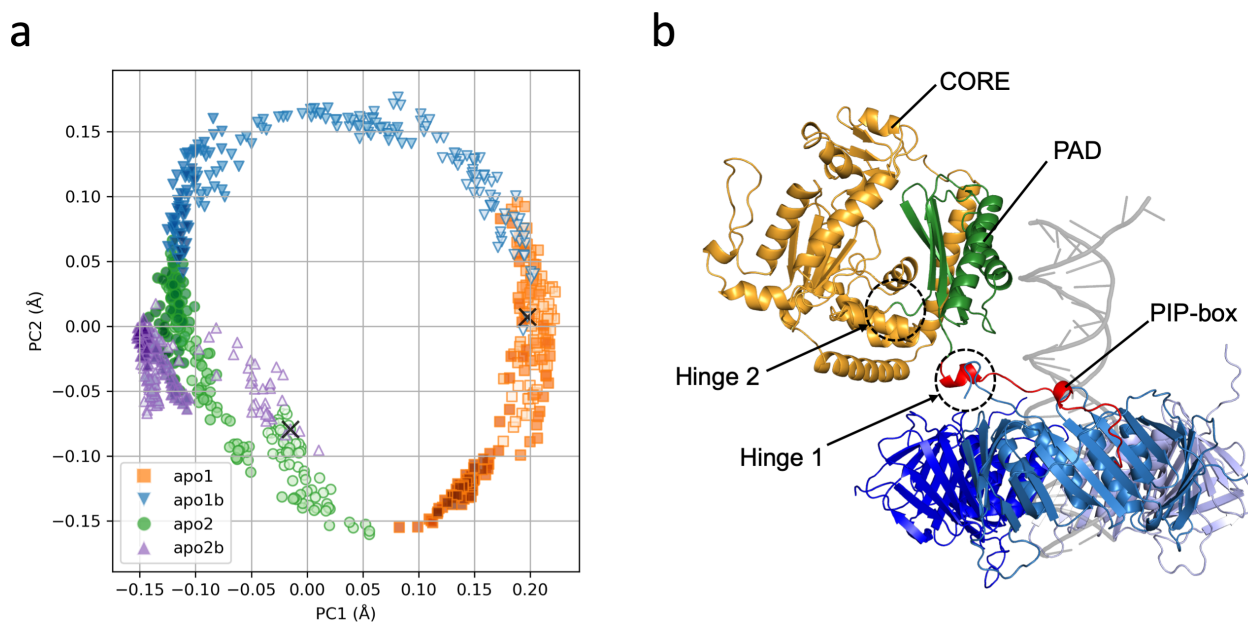 a
b
0.15
0.10
0.05
0.00
−0.05
−0.10
−0.15
PC2 (Å)
apo1
apo1b
apo2
apo2b
−0.15
−0.10
−0.05
0.00
0.05
0.10
0.15
0.20
PC1 (Å)
CORE
PAD
PIP-box
Hinge 2
Hinge 1